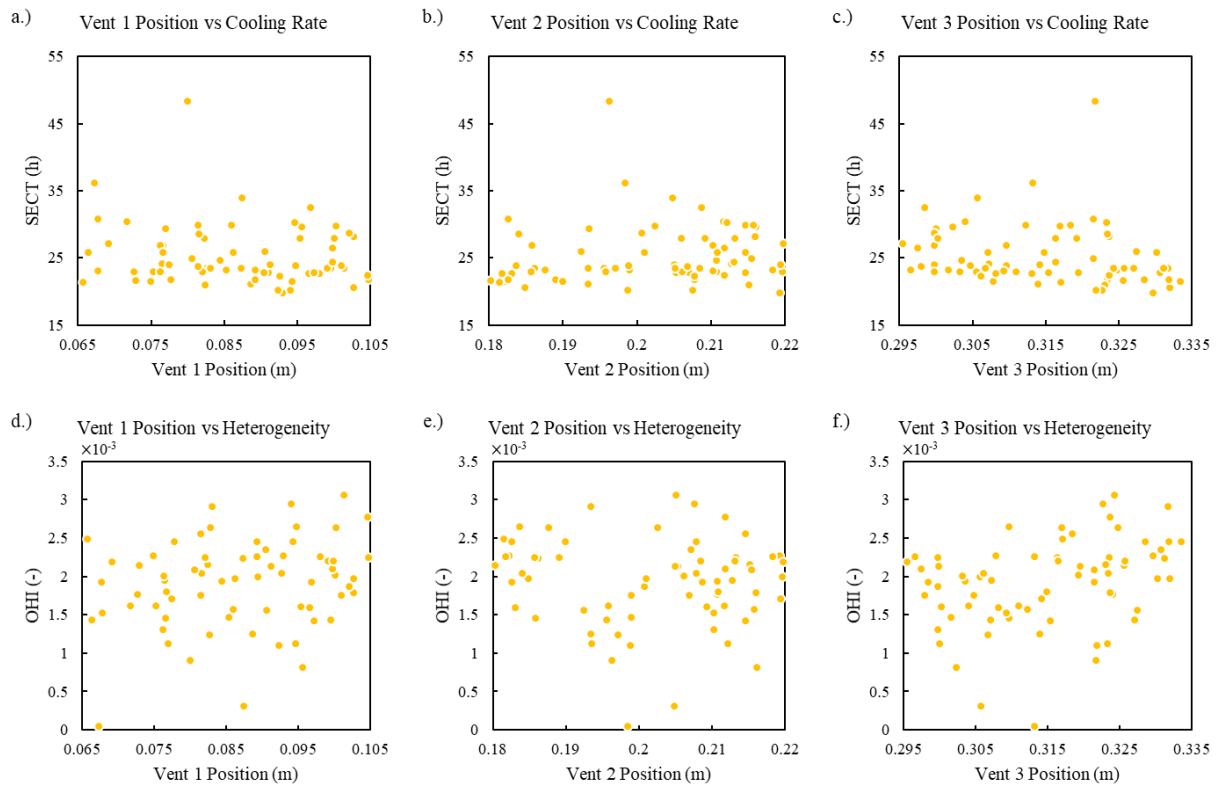 a.)
Vent 1 Position vs Cooling Rate
55
45
35
25
15
SECT (h)
0.065 0.075 0.085 0.095 0.105
Vent 1 Position (m)
b.)
Vent 2 Position vs Cooling Rate
55
45
35
25
15
SECT (h)
0.18 0.19 0.2 0.21 0.22
Vent 2 Position (m)
c.)
Vent 3 Position vs Cooling Rate
55
45
35
25
15
SECT (h)
0.295 0.305 0.315 0.325 0.335
Vent 3 Position (m)
d.)
Vent 1 Position vs Heterogeneity
×10⁻³
3.5
3
2.5
2
1.5
1
0.5
0
OHI (-)
0.065 0.075 0.085 0.095 0.105
Vent 1 Position (m)
e.)
Vent 2 Position vs Heterogeneity
×10⁻³
3.5
3
2.5
2
1.5
1
0.5
0
OHI (-)
0.18 0.19 0.2 0.21 0.22
Vent 2 Position (m)
f.)
Vent 3 Position vs Heterogeneity
×10⁻³
3.5
3
2.5
2
1.5
1
0.5
0
OHI (-)
0.295 0.305 0.315 0.325 0.335
Vent 3 Position (m)